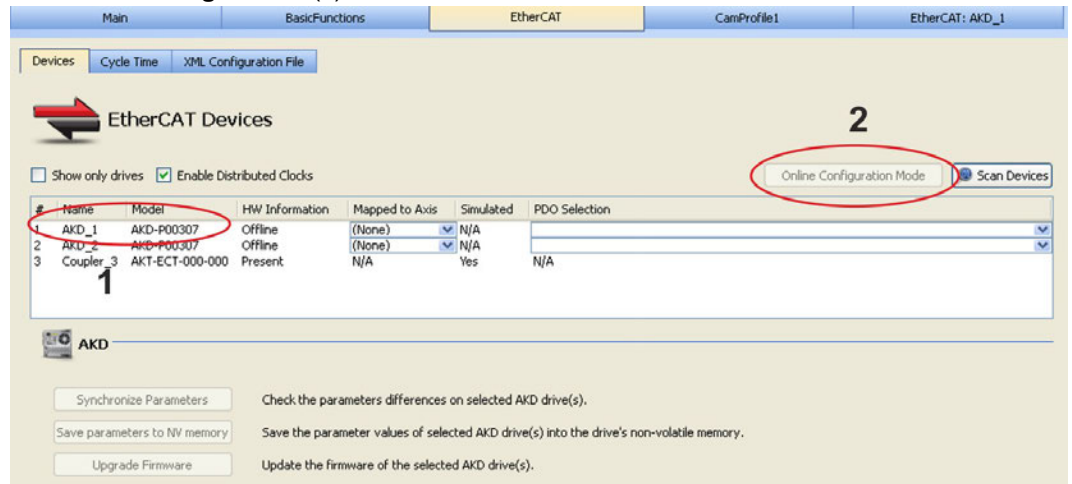 Main BasicFunctions EtherCAT CamProfile1 EtherCAT: AKD_1
Devices Cycle Time XML Configuration File
EtherCAT Devices
2
Show only drives Enable Distributed Clocks Online Configuration Mode Scan Devices
# Name Model HW Information Mapped to Axis Simulated PDO Selection
1 AKD_1 AKD-P00307 Offline (None) N/A
2 AKD_2 AKD-P00307 Offline (None) N/A
3 Coupler_3 AKT-ECT-000-000 Present N/A Yes N/A
1
AKD
Synchronize Parameters Check the parameters differences on selected AKD drive(s).
Save parameters to NV memory Save the parameter values of selected AKD drive(s) into the drive's non-volatile memory.
Upgrade Firmware Update the firmware of the selected AKD drive(s).